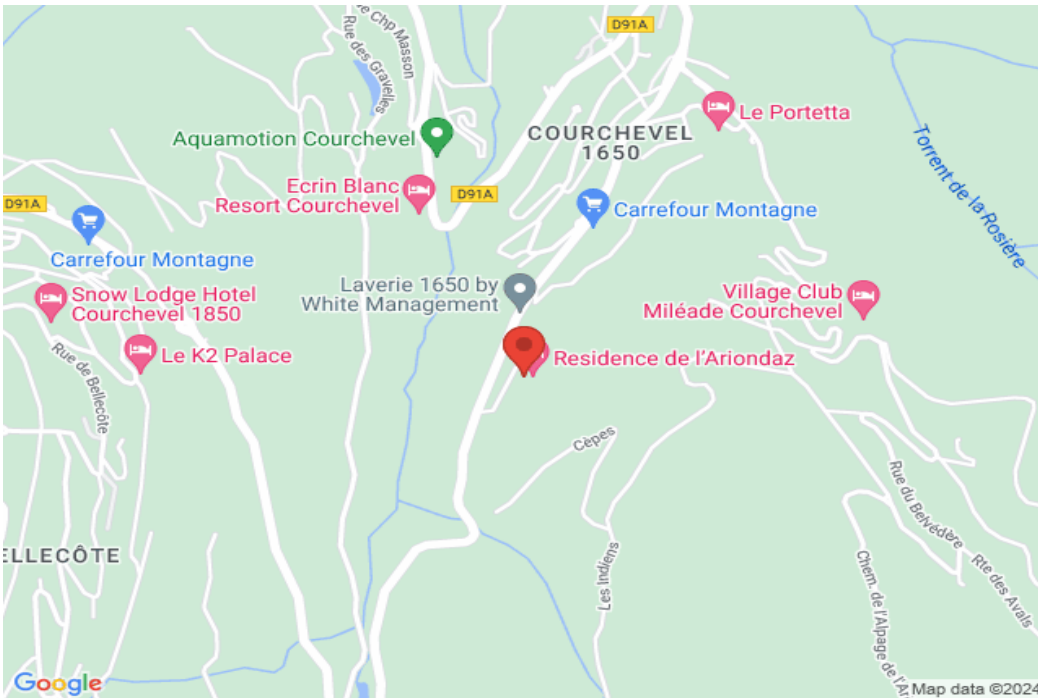 D91A
Rue du Chp Masson
Rue des Gravelles
Le Portetta
COURCHEVEL
1650
Torrent de la Rosière
Aquamotion Courchevel
Ecrin Blanc
Resort Courchevel
D91A
D91A
Carrefour Montagne
Carrefour Montagne
Laverie 1650 by
White Management
Village Club
Miléade Courchevel
Snow Lodge Hotel
Courchevel 1850
Le K2 Palace
Rue de Bellecôte
Residence de l'Ariondaz
Cèpes
Rue du Belvédère
Rte des Avals
Les Indiens
Chem. de l'Alpage de l'A
ELLECÔTE
Google
Map data ©2024